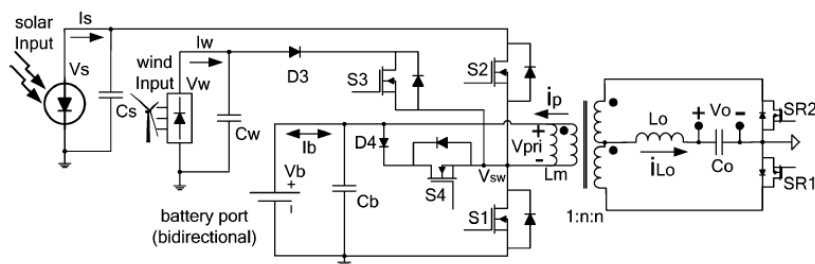 solar
Input
Is
Iw
wind
Input
Vs
Vw
Cs
Cw
D3
S3
S2
ip
SR2
Lo
+ Vo -
Ib
D4
+
Vpri
-
Lm
iLo
Co
Vb
+
-
Cb
S4
Vsw
S1
SR1
1:n:n
battery port
(bidirectional)